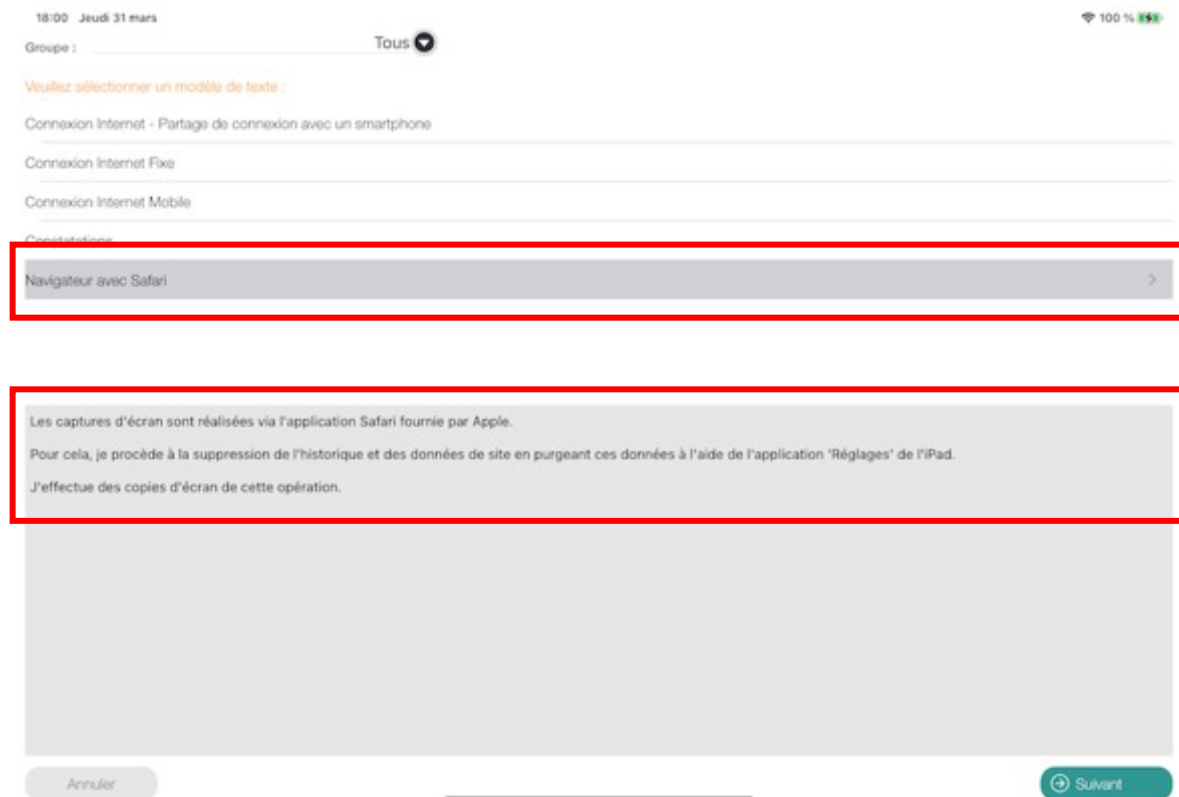 18:00 Jeudi 31 mars 100 %
Groupe : Tous
Veuillez sélectionner un modèle de texte :
Connexion Internet - Partage de connexion avec un smartphone
Connexion Internet Fixe
Connexion Internet Mobile
Constatations
Navigateur avec Safari
Les captures d'écran sont réalisées via l'application Safari fournie par Apple.
Pour cela, je procède à la suppression de l'historique et des données de site en purgeant ces données à l'aide de l'application 'Réglages' de l'iPad.
J'effectue des copies d'écran de cette opération.
Annuler Suivant